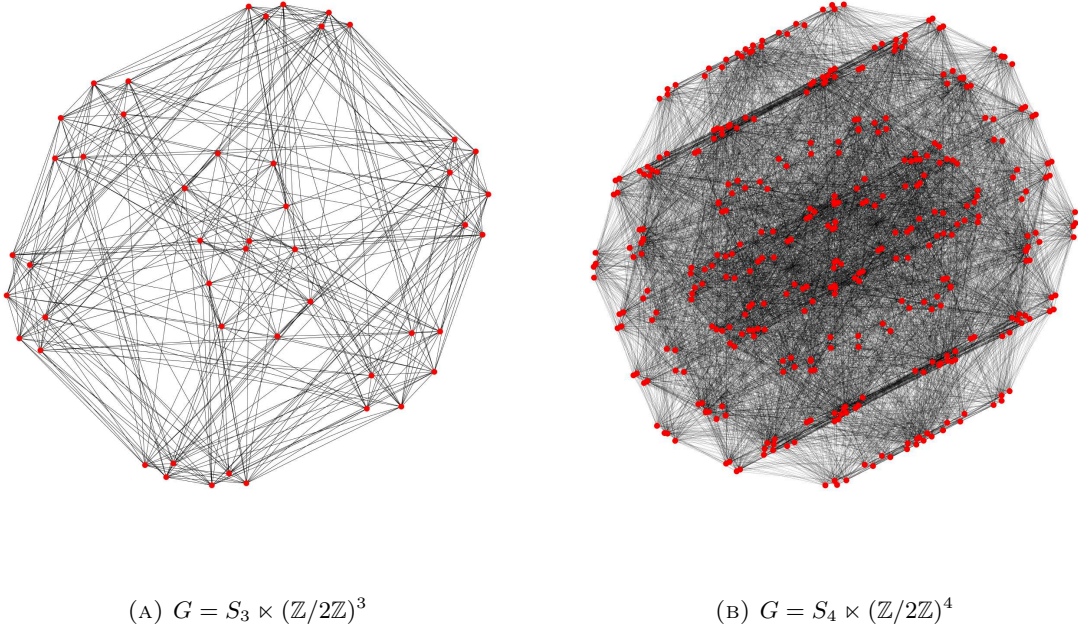 (A) G = S₃ ⋉ (ℤ/2ℤ)³
(B) G = S₄ ⋉ (ℤ/2ℤ)⁴